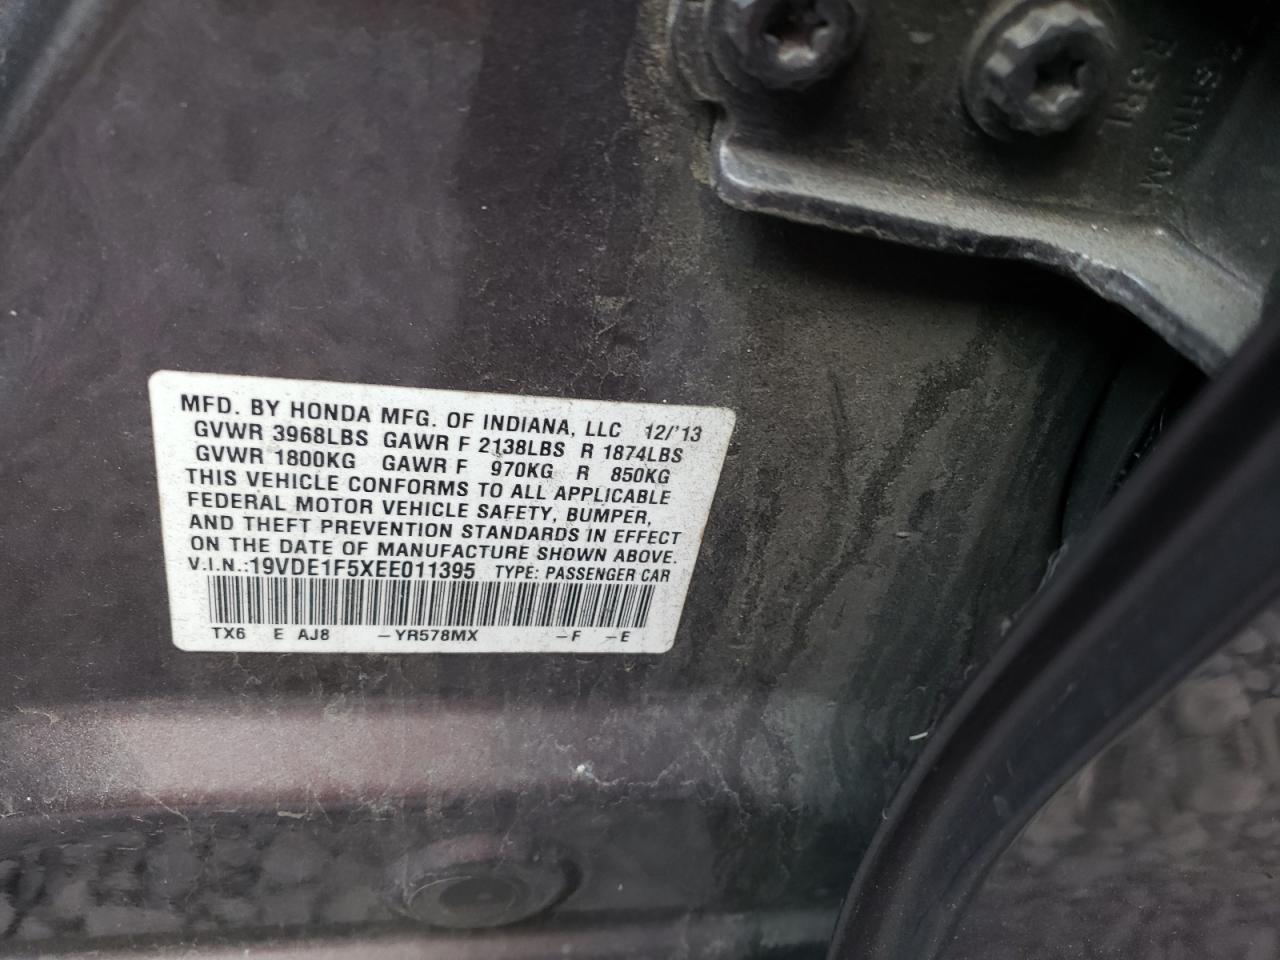 MFD. BY HONDA MFG. OF INDIANA, LLC 12/'13
GVWR 3968LBS GAWR F 2138LBS R 1874LBS
GVWR 1800KG GAWR F 970KG R 850KG
THIS VEHICLE CONFORMS TO ALL APPLICABLE
FEDERAL MOTOR VEHICLE SAFETY, BUMPER,
AND THEFT PREVENTION STANDARDS IN EFFECT
ON THE DATE OF MANUFACTURE SHOWN ABOVE.
V.I.N.:19VDE1F5XEE011395 TYPE: PASSENGER CAR
TX6 E AJ8 –YR578MX –F –E
R